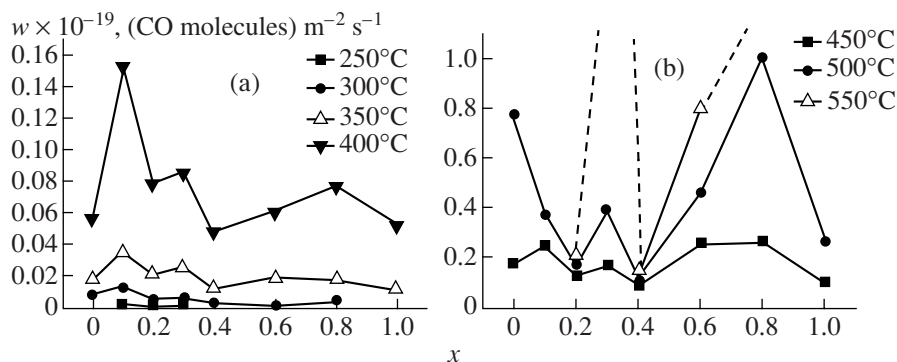 w × 10⁻¹⁹, (CO molecules) m⁻² s⁻¹
0.16
0.14
0.19
0.10
0.08
0.06
0.04
0.02
0
0 0.2 0.4 0.6 0.8 1.0
(a)
250°C
300°C
350°C
400°C
1.0
0.8
0.6
0.4
0.2
0
0 0.2 0.4 0.6 0.8 1.0
(b)
450°C
500°C
550°C
x